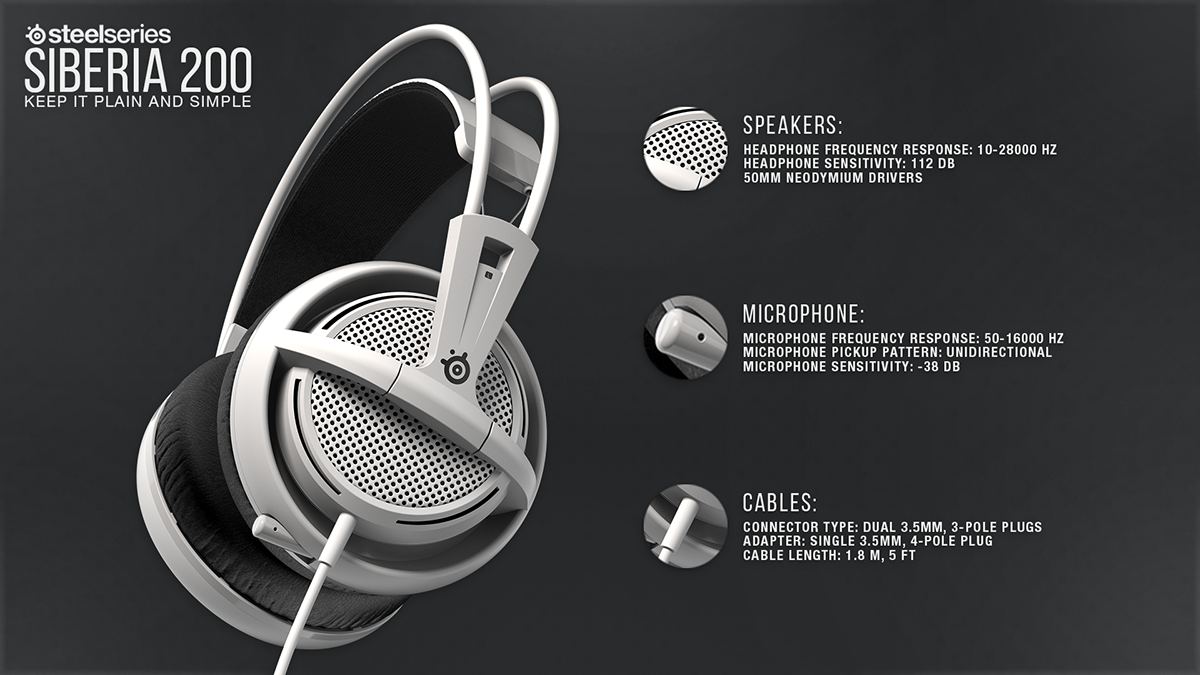 steelseries
SIBERIA 200
KEEP IT PLAIN AND SIMPLE
SPEAKERS:
HEADPHONE FREQUENCY RESPONSE: 10-28000 HZ
HEADPHONE SENSITIVITY: 112 DB
50MM NEODYMIUM DRIVERS
MICROPHONE:
MICROPHONE FREQUENCY RESPONSE: 50-16000 HZ
MICROPHONE PICKUP PATTERN: UNIDIRECTIONAL
MICROPHONE SENSITIVITY: -38 DB
CABLES:
CONNECTOR TYPE: DUAL 3.5MM, 3-POLE PLUGS
ADAPTER: SINGLE 3.5MM, 4-POLE PLUG
CABLE LENGTH: 1.8 M, 5 FT